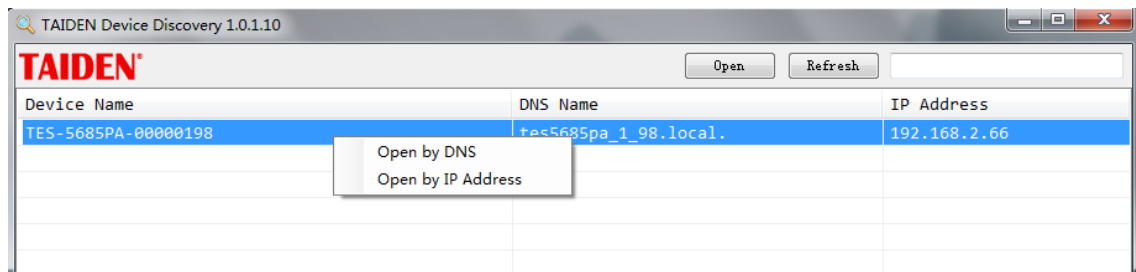 TAIDEN Device Discovery 1.0.1.10
TAIDEN®
Open Refresh
Device Name DNS Name IP Address
TES-5685PA-00000198 tes5685pa_1_98.local. 192.168.2.66
Open by DNS
Open by IP Address